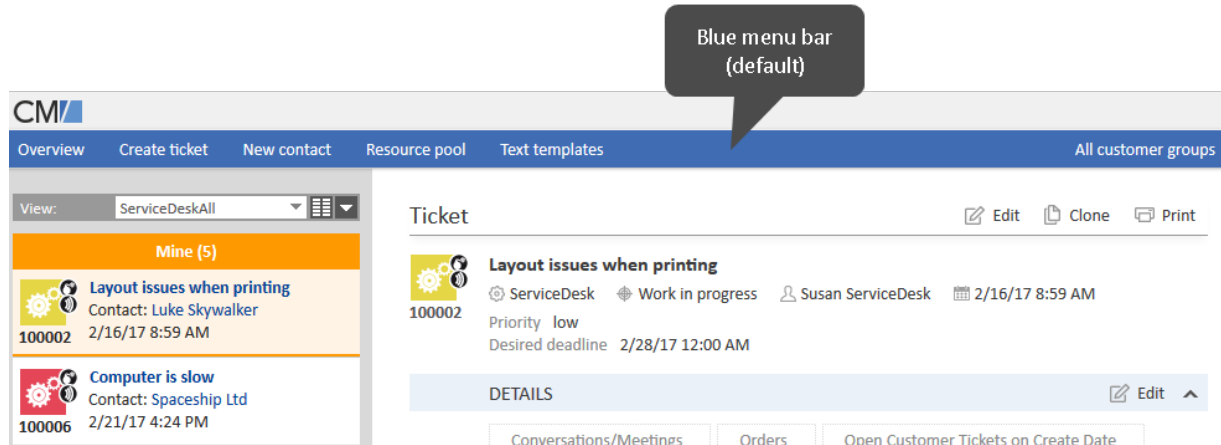 Blue menu bar
(default)
CM/
Overview Create ticket New contact Resource pool Text templates All customer groups
View: ServiceDeskAll
Mine (5)
Layout issues when printing
Contact: Luke Skywalker
100002 2/16/17 8:59 AM
Computer is slow
Contact: Spaceship Ltd
100006 2/21/17 4:24 PM
Ticket Edit Clone Print
Layout issues when printing
ServiceDesk Work in progress Susan ServiceDesk 2/16/17 8:59 AM
100002
Priority low
Desired deadline 2/28/17 12:00 AM
DETAILS Edit
Conversations/Meetings Orders Open Customer Tickets on Create Date